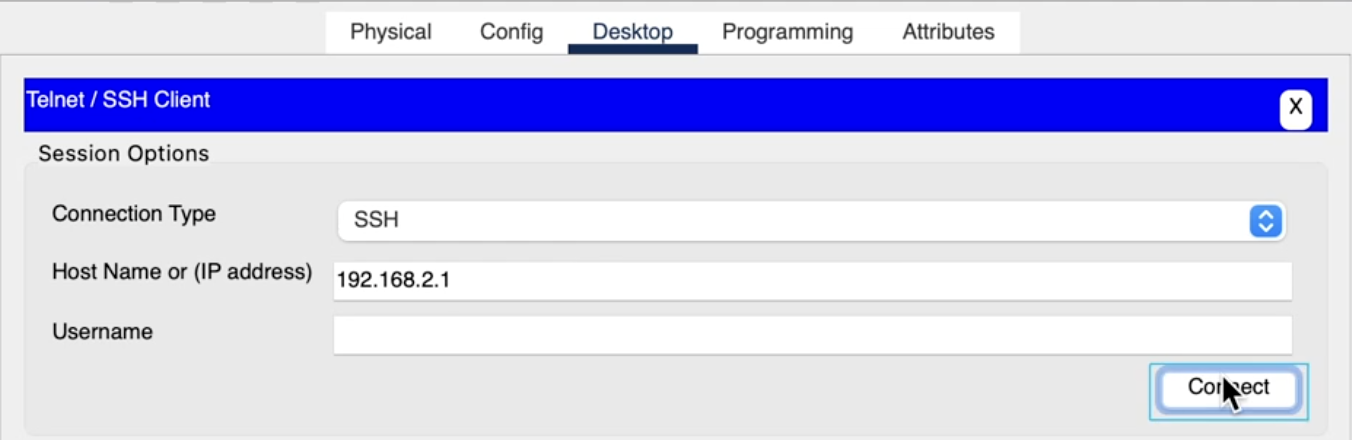 Physical Config Desktop Programming Attributes
Telnet / SSH Client
X
Session Options
Connection Type SSH
Host Name or (IP address) 192.168.2.1
Username
Connect